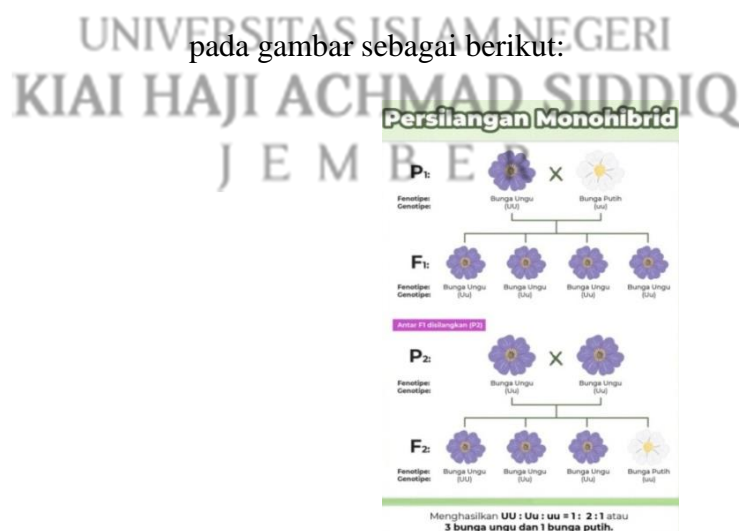 UNIVERSITAS ISLAM NEGERI
pada gambar sebagai berikut:
KIAI HAJI ACHMAD SIDDIQ
JEMBER
Persilangan Monohibrid
P1: X
Fenotipe: Bunga Ungu Bunga Putih
Genotipe: (UU) (uu)
F1:
Fenotipe: Bunga Ungu Bunga Ungu Bunga Ungu Bunga Ungu
Genotipe: (Uu) (Uu) (Uu) (Uu)
Antar F1 disilangkan (P2)
P2: X
Fenotipe: Bunga Ungu Bunga Ungu
Genotipe: (Uu) (Uu)
F2:
Fenotipe: Bunga Ungu Bunga Ungu Bunga Ungu Bunga Putih
Genotipe: (UU) (Uu) (Uu) (uu)
Menghasilkan UU : Uu : uu = 1 : 2 : 1 atau
3 bunga ungu dan 1 bunga putih.